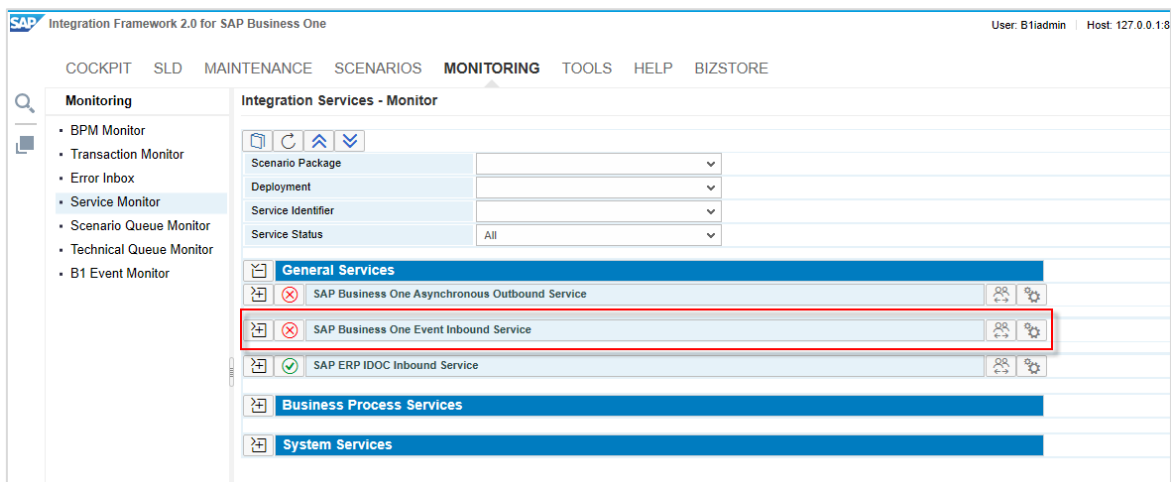 SAP Integration Framework 2.0 for SAP Business One
User: B1iadmin Host: 127.0.0.1:8
COCKPIT SLD MAINTENANCE SCENARIOS MONITORING TOOLS HELP BIZSTORE
Monitoring
BPM Monitor
Transaction Monitor
Error Inbox
Service Monitor
Scenario Queue Monitor
Technical Queue Monitor
B1 Event Monitor
Integration Services - Monitor
Scenario Package
Deployment
Service Identifier
Service Status All
General Services
SAP Business One Asynchronous Outbound Service
SAP Business One Event Inbound Service
SAP ERP IDOC Inbound Service
Business Process Services
System Services